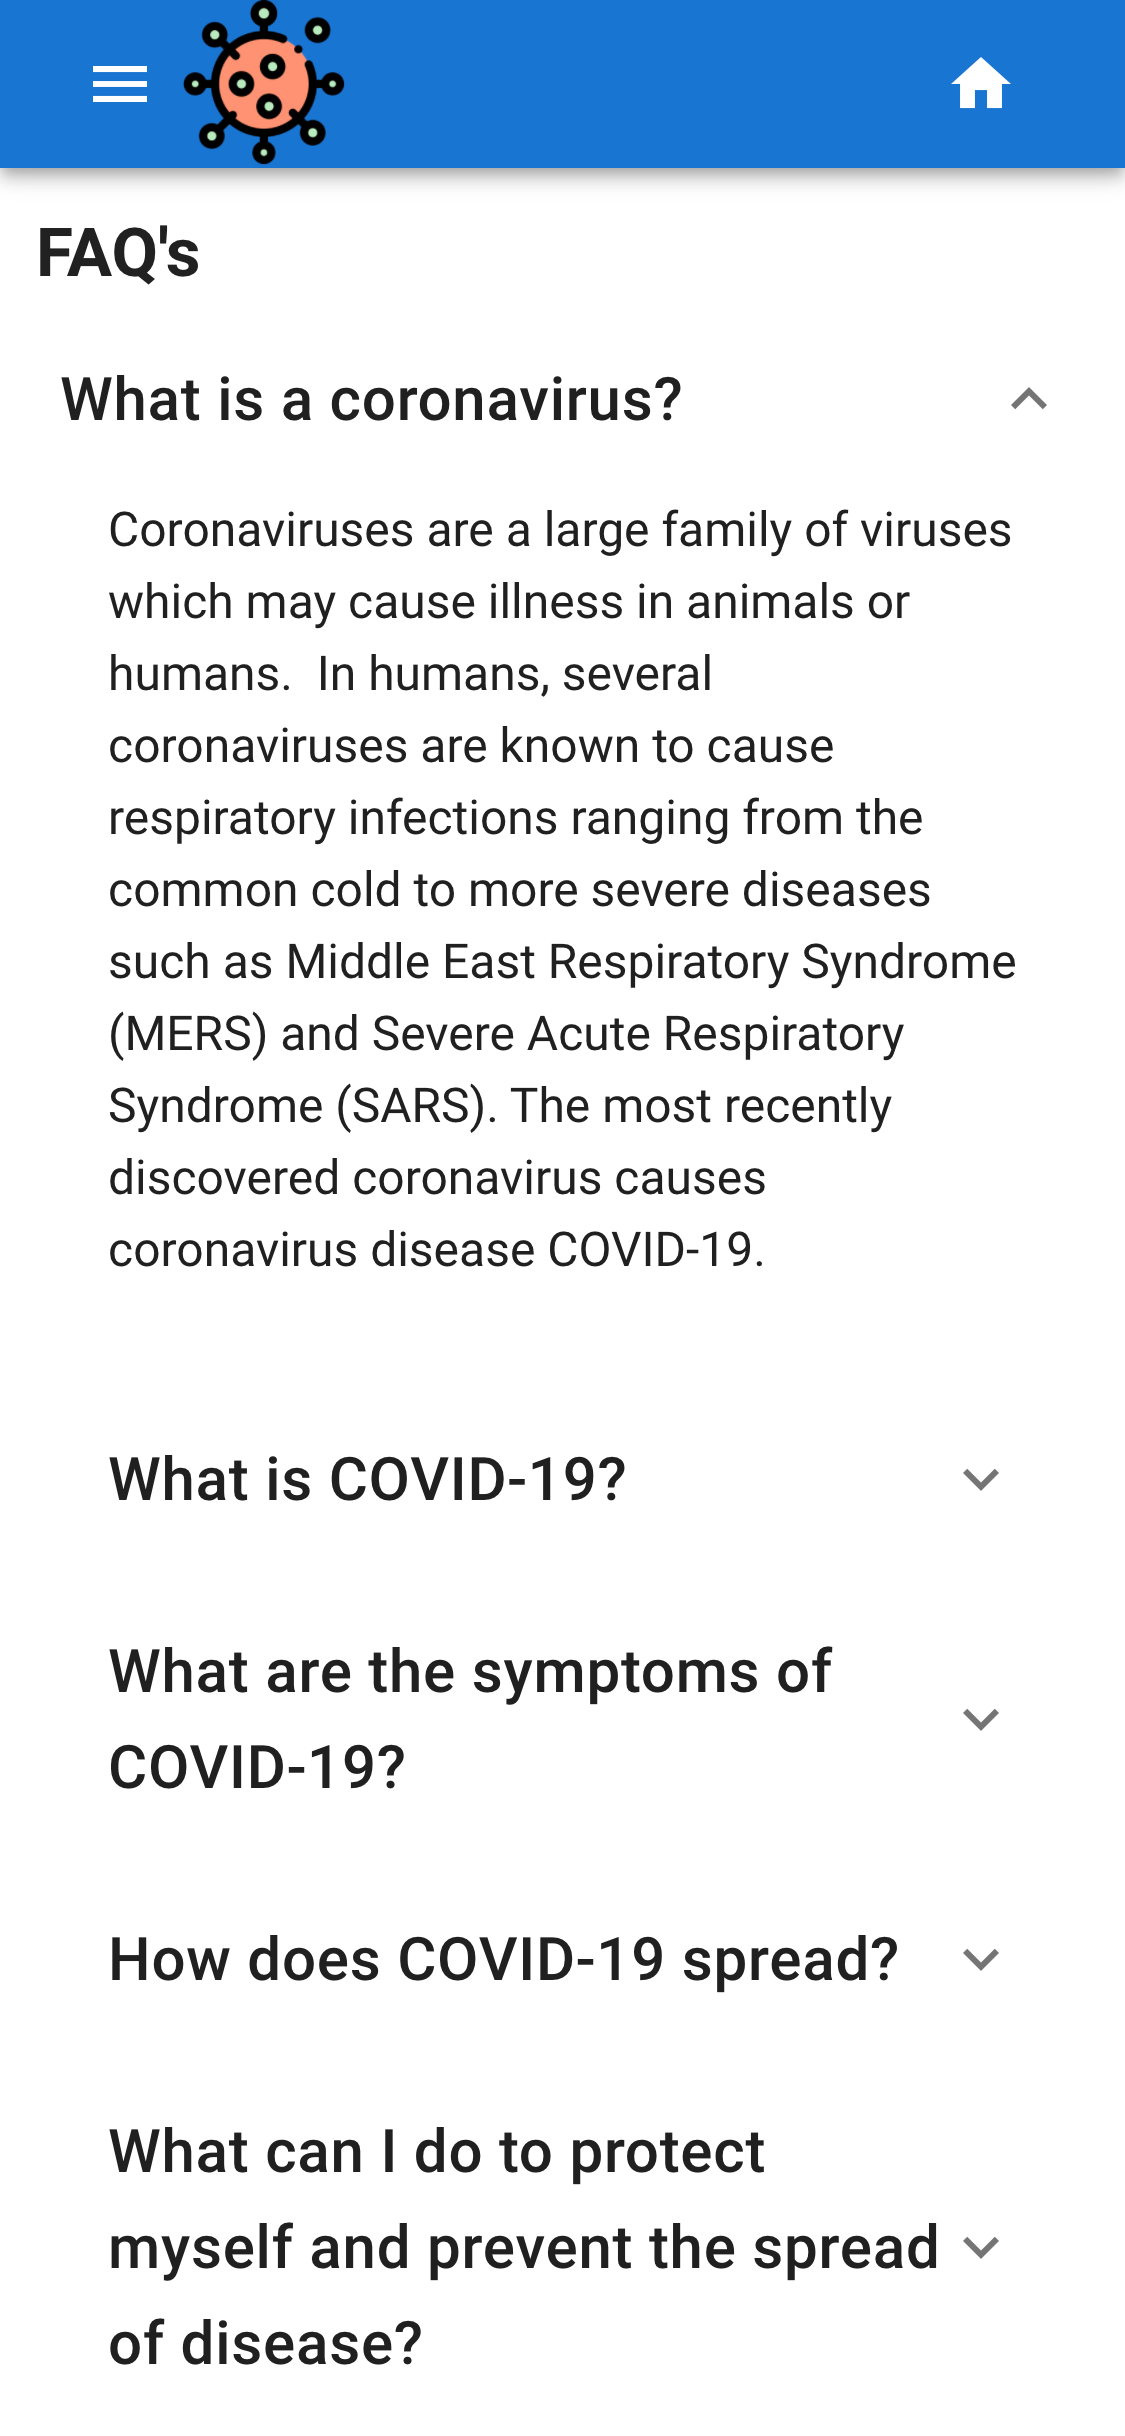 FAQ's
What is a coronavirus?
Coronaviruses are a large family of viruses
which may cause illness in animals or
humans.  In humans, several
coronaviruses are known to cause
respiratory infections ranging from the
common cold to more severe diseases
such as Middle East Respiratory Syndrome
(MERS) and Severe Acute Respiratory
Syndrome (SARS). The most recently
discovered coronavirus causes
coronavirus disease COVID-19.
What is COVID-19?
What are the symptoms of
COVID-19?
How does COVID-19 spread?
What can I do to protect
myself and prevent the spread
of disease?